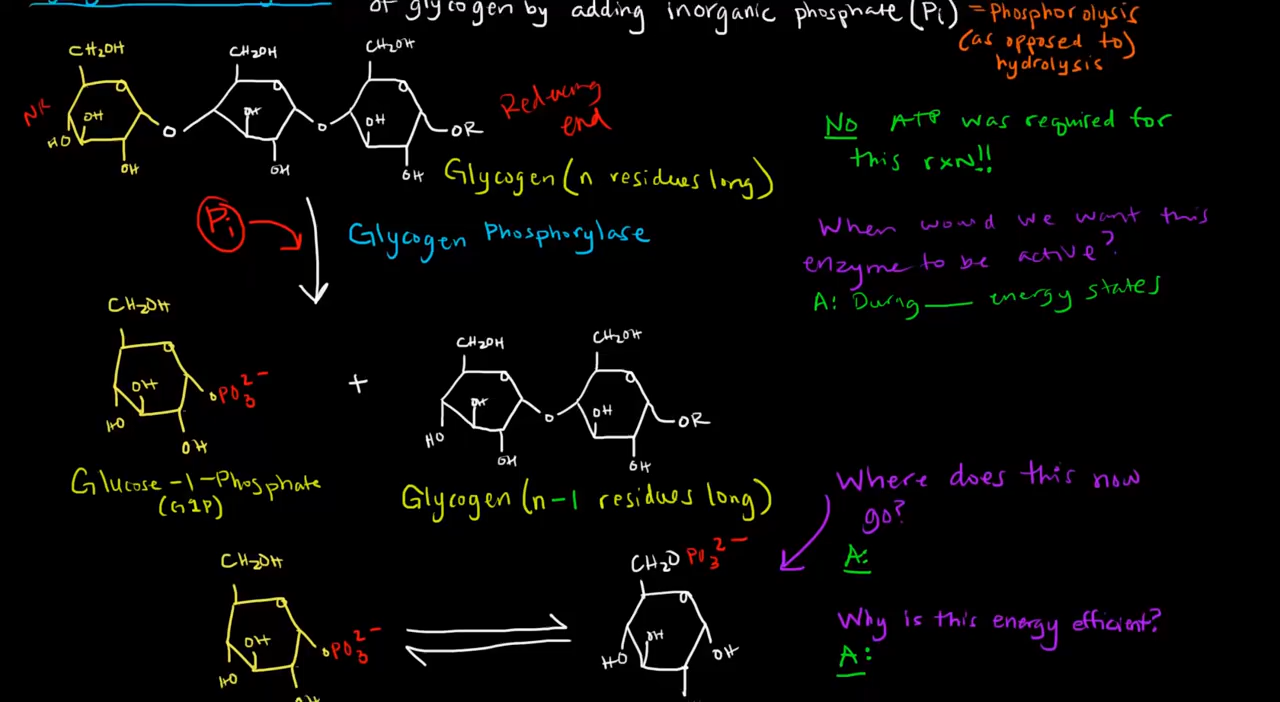 of glycogen by adding inorganic phosphate (Pi) = Phosphorolysis
(as opposed to)
hydrolysis
CH2OH
CH2OH
CH2OH
NR
O
O
O
OH
OH
OH
HO
O
O
OR
OH
OH
OH
Reducing
end
Glycogen (n residues long)
No ATP was required for
this rxN!!
Pi
Glycogen Phosphorylase
When would we want this
enzyme to be active?
A: During ___ energy states
CH2OH
O
OH
OPO3 2-
HO
OH
+
CH2OH
CH2OH
O
O
OH
OH
HO
O
OR
OH
OH
Glucose-1-Phosphate
(G1P)
Glycogen (n-1 residues long)
Where does this now
go?
A:
CH2OH
O
OH
OPO3 2-
HO
OH
CH2O PO3 2-
O
OH
HO
OH
Why is this energy efficient?
A: